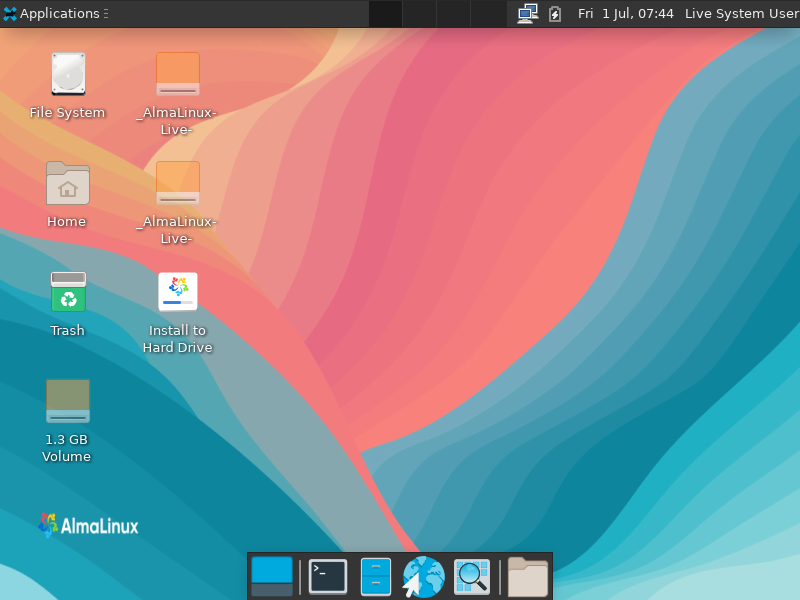 Applications
Fri 1 Jul, 07:44 Live System User
File System
_AlmaLinux-
Live-
Home
_AlmaLinux-
Live-
Trash
Install to
Hard Drive
1.3 GB
Volume
AlmaLinux
>_